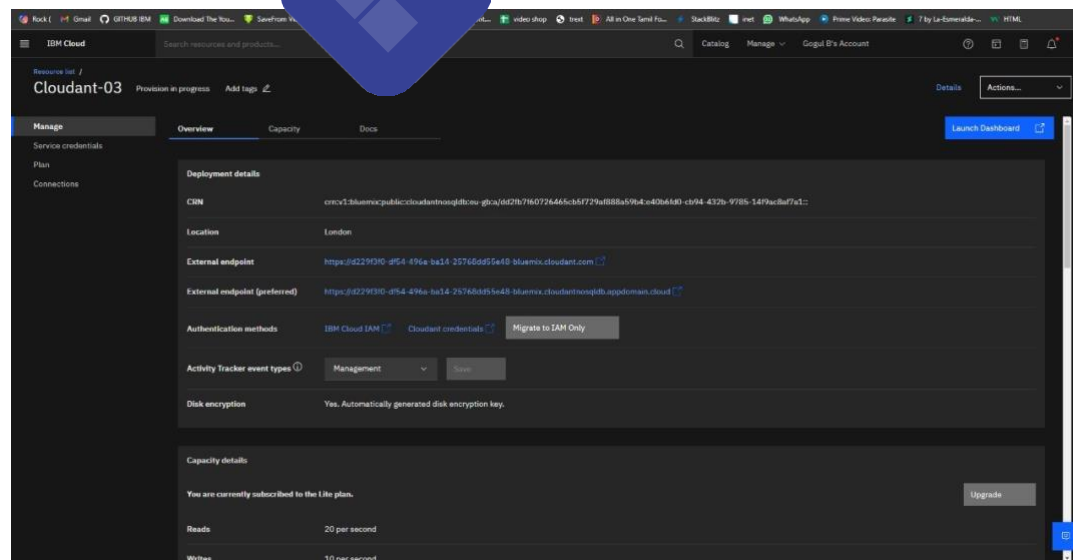 Rock ( Gmail GITHUB IBM Download The You... SaveFrom video shop trext All in One Tamil Fo... StackBlitz inet WhatsApp Prime Video: Parasite 7 by La-Esmeralda-... HTML
IBM Cloud Search resources and products... Catalog Manage Gogul B's Account
Resource list /
Cloudant-03 Provision in progress Add tags Details Actions...
Manage Overview Capacity Docs Launch Dashboard
Service credentials
Plan
Connections
Deployment details
CRN
Location London
External endpoint
External endpoint (preferred)
Authentication methods IBM Cloud IAM Cloudant credentials Migrate to IAM Only
Activity Tracker event types Management Save
Disk encryption Yes. Automatically generated disk encryption key.
Capacity details
You are currently subscribed to the Lite plan. Upgrade
Reads 20 per second
Writes 10 per second